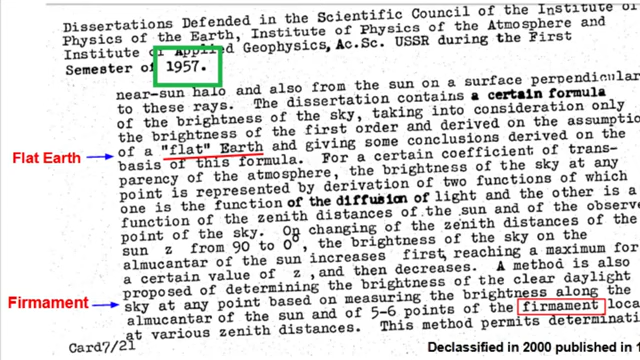 Dissertations Defended in the Scientific Council of the Institute of
Physics of the Earth, Institute of Physics of the Atmosphere and
Institute of Applied Geophysics, Ac.Sc. USSR during the First
Semester of 1957.
near-sun halo and also from the sun on a surface perpendicular
to these rays. The dissertation contains a certain formula
of the brightness of the sky, taking into consideration only
the brightness of the first order and derived on the assumptio
of a "flat" Earth and giving some conclusions derived on the
Flat Earth
basis of this formula. For a certain coefficient of trans-
parency of the atmosphere, the brightness of the sky at any
point is represented by derivation of two functions of which
one is the function of the diffusion of light and the other is a
function of the zenith distances of the sun and of the observe
point of the sky. On changing of the zenith distances of the
sun z from 90 to 0°, the brightness of the sky on the
almucantar of the sun increases first, reaching a maximum for
a certain value of z, and then decreases. A method is also
proposed of determining the brightness of the clear daylight
Firmament
sky at any point based on measuring the brightness along the
almucantar of the sun and of 5-6 points of the firmament loca
at various zenith distances. This method permits determinati
Card 7/21
Declassified in 2000 published in 1